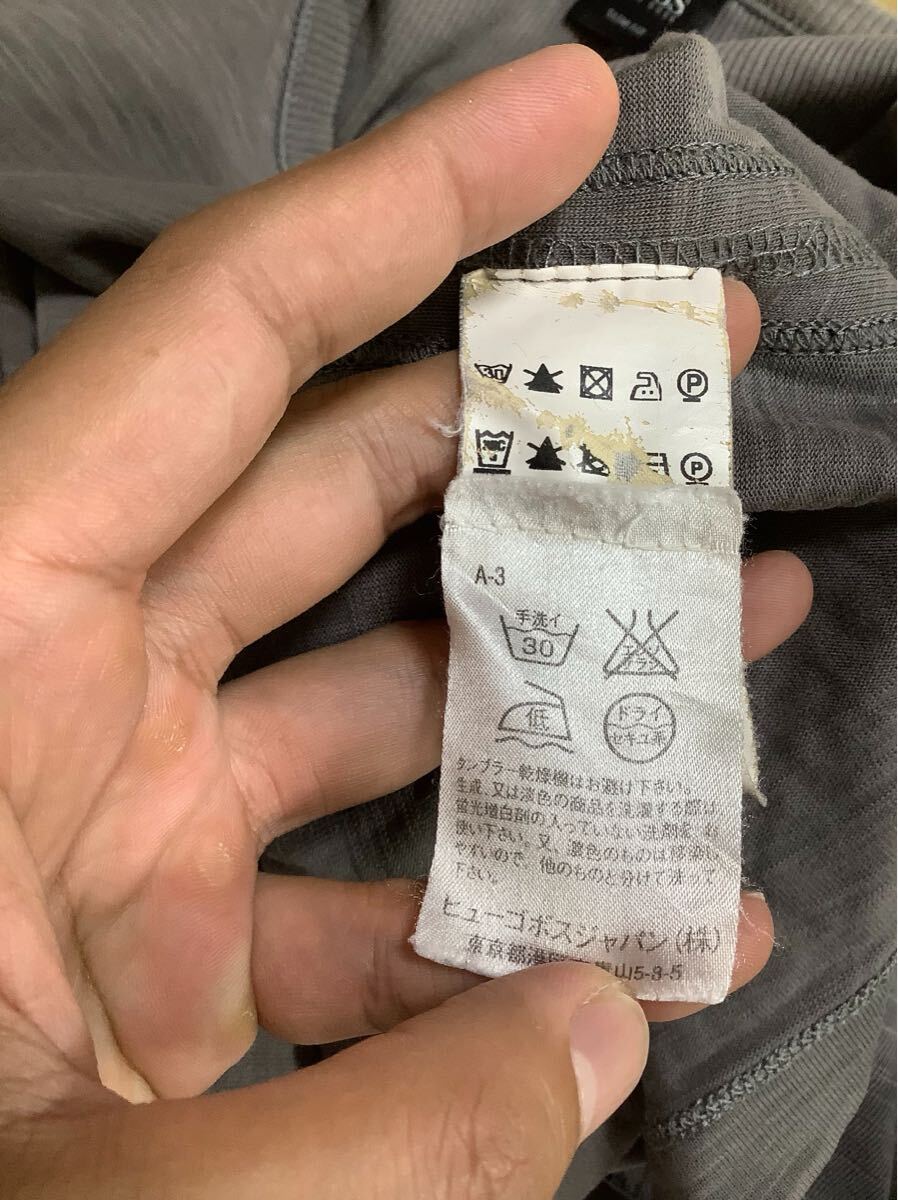 30
P
P
A-3
手洗イ
30
エンソ
サラシ
低
ドライ
セキユ系
タンブラー乾燥機はお避け下さい。
生成 又は淡色の商品を洗濯する際は
蛍光増白剤の入っていない洗剤を お
使い下さい。又、濃色のものは移染し
やすいので、他のものと分けて洗って
下さい。
ヒューゴボスジャパン(株)
東京都港区 山5-8-5